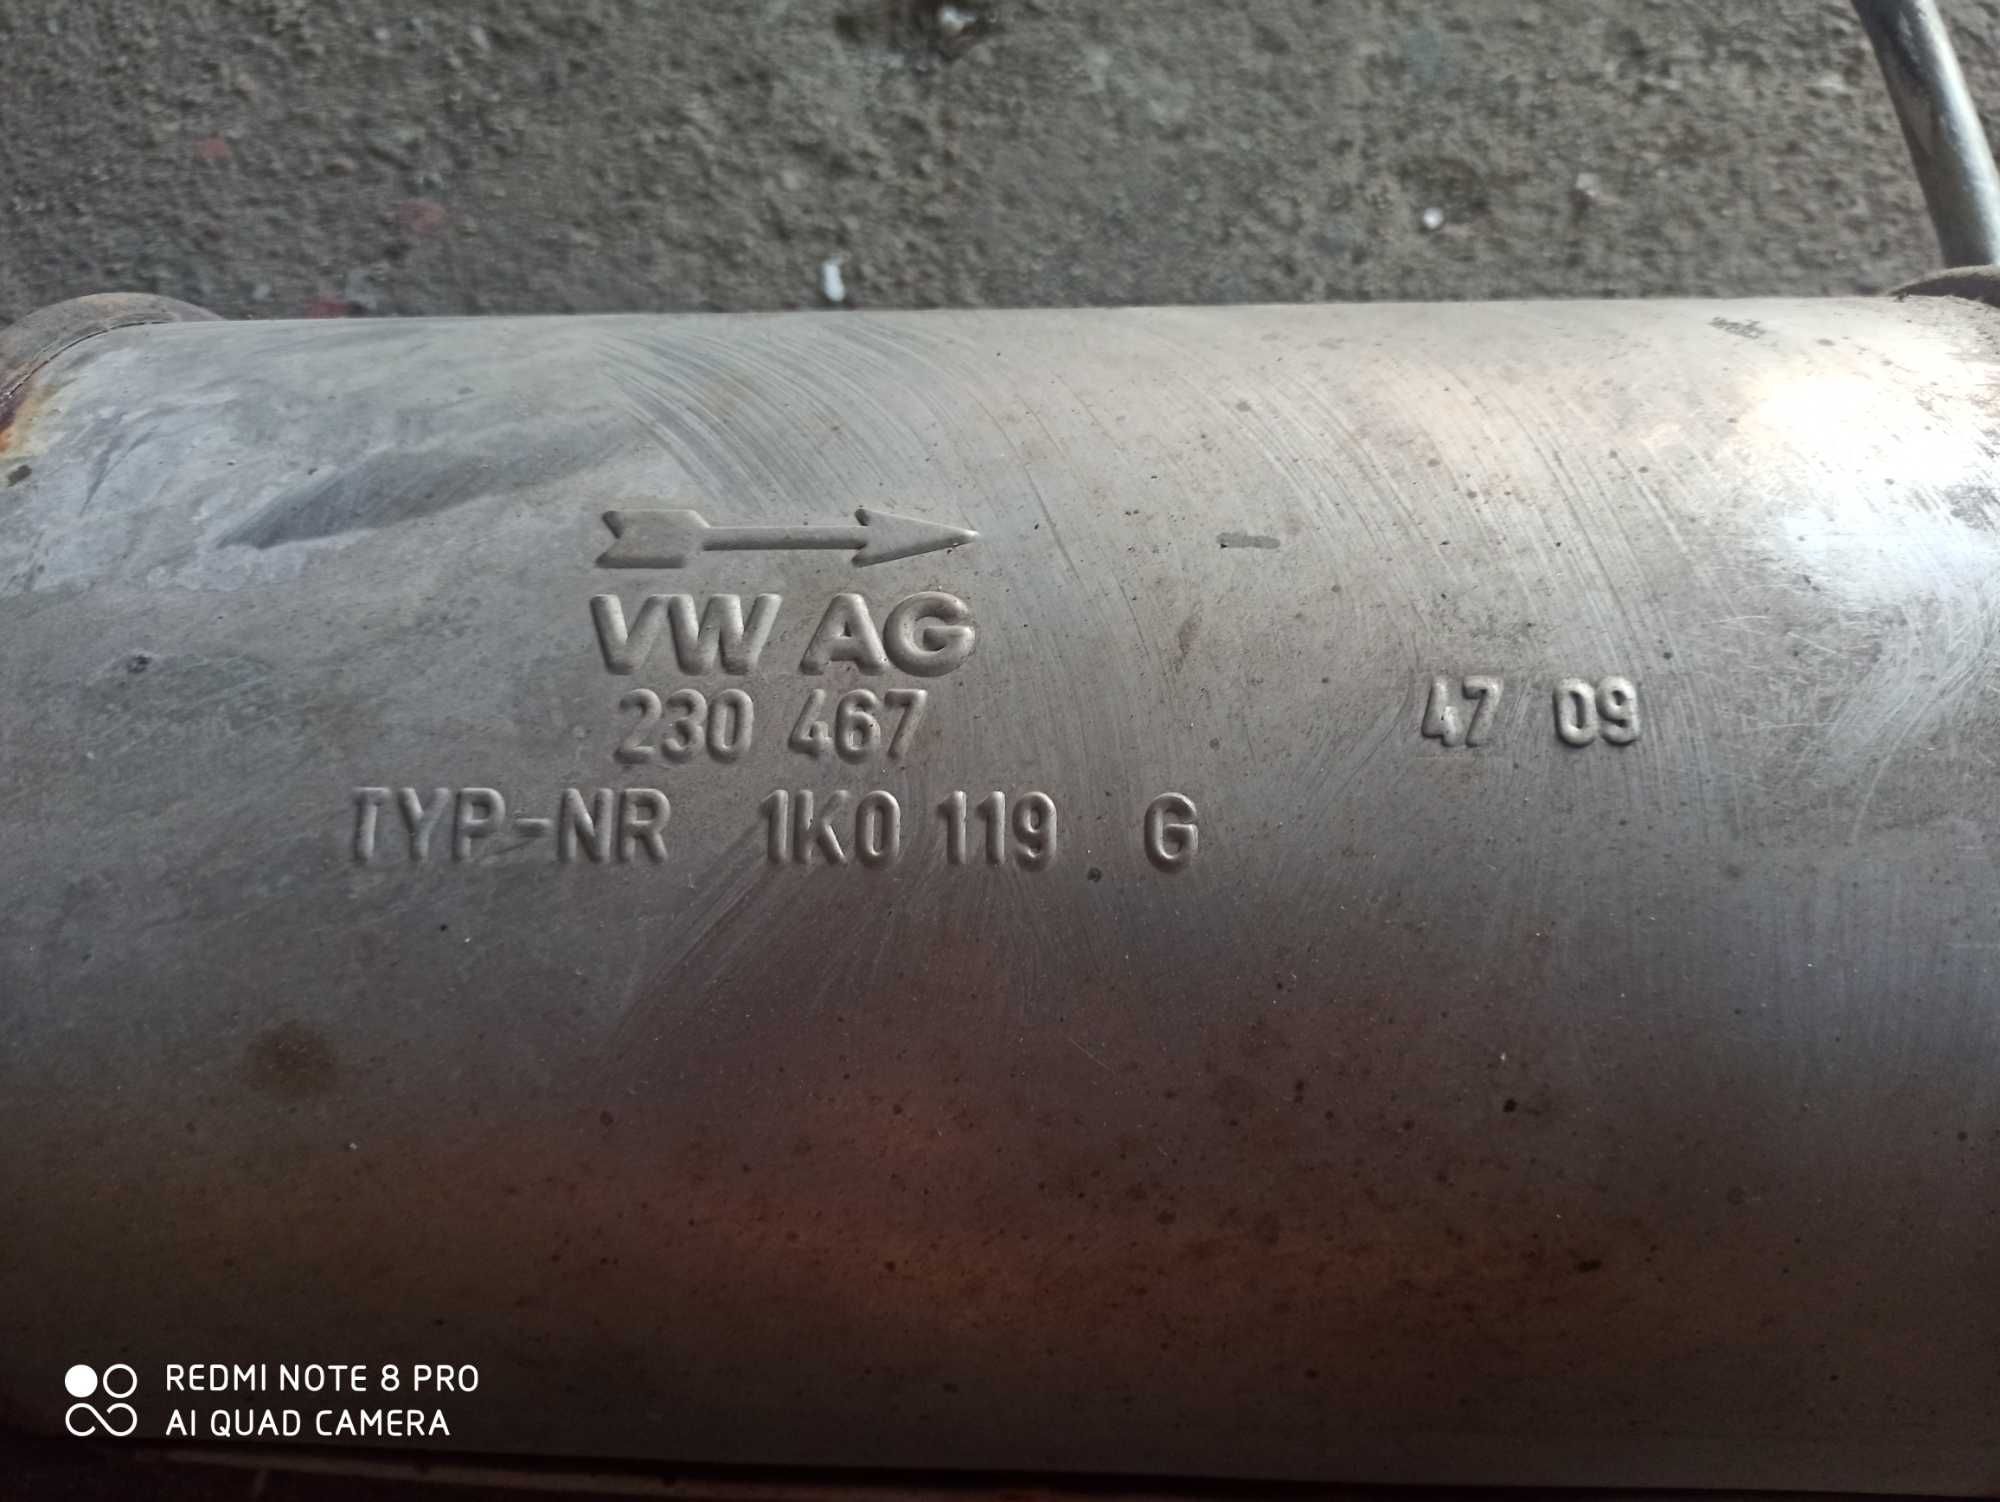 VW AG
230 467
47 09
TYP-NR 1K0 119 G
REDMI NOTE 8 PRO
AI QUAD CAMERA